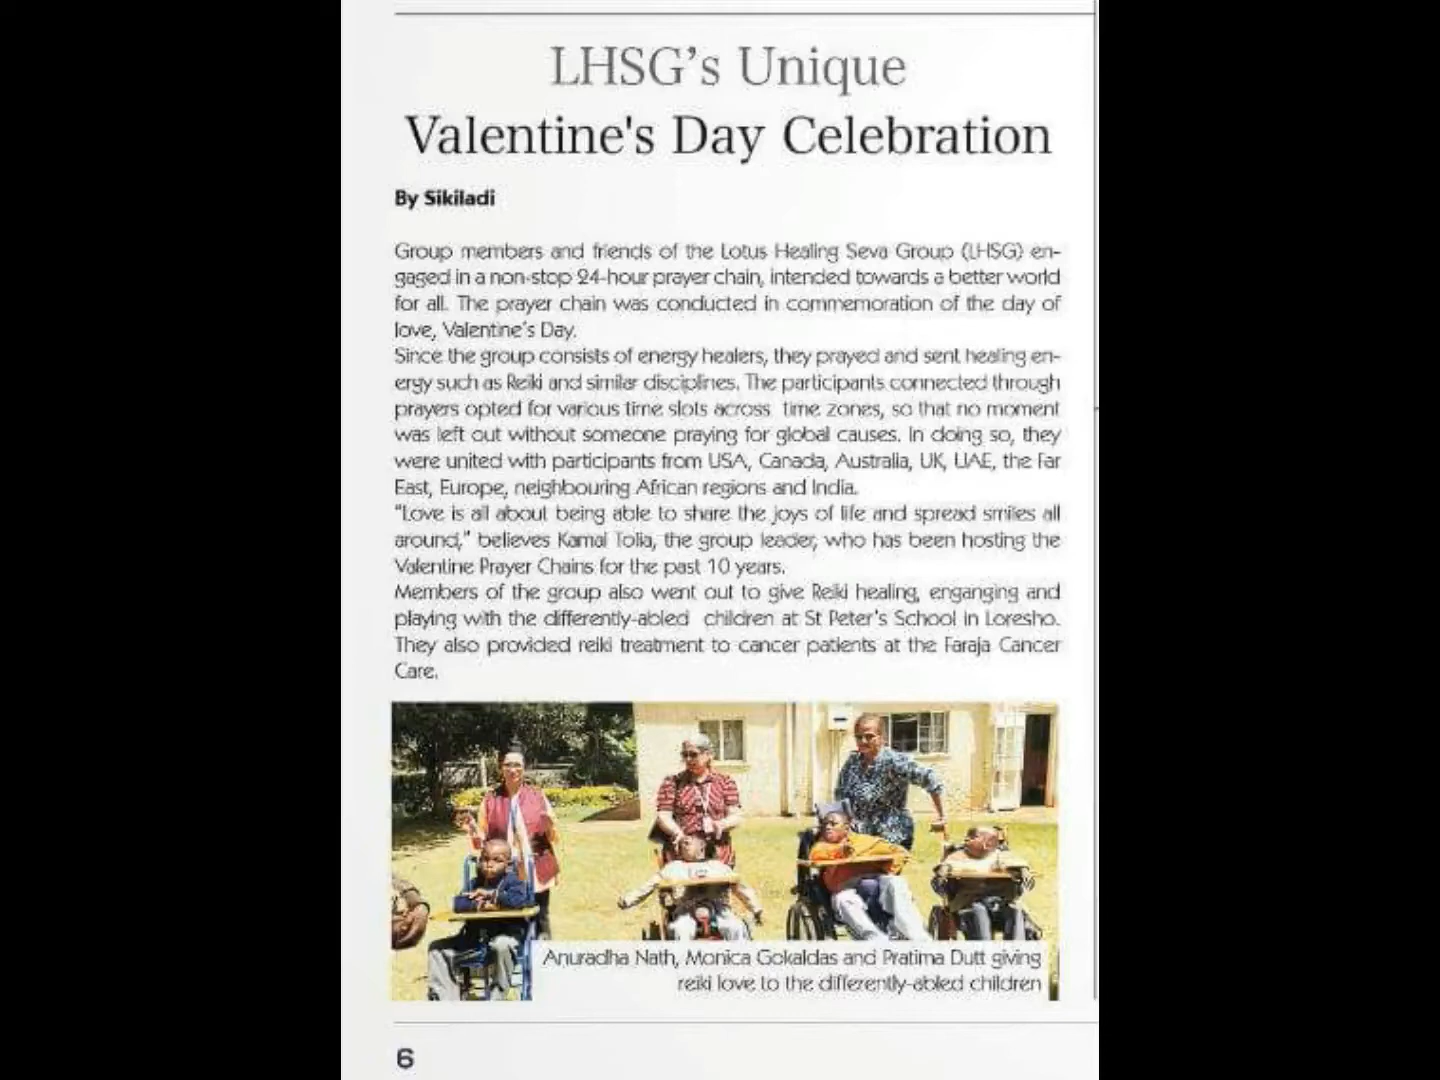 LHSG's Unique
Valentine's Day Celebration
By Sikiladi
Group members and friends of the Lotus Healing Seva Group (LHSG) en-
gaged in a non-stop 24-hour prayer chain, intended towards a better world
for all. The prayer chain was conducted in commemoration of the day of
love, Valentine's Day.
Since the group consists of energy healers, they prayed and sent healing en-
ergy such as Reiki and similar disciplines. The participants connected through
prayers opted for various time slots across time zones, so that no moment
was left out without someone praying for global causes. In doing so, they
were united with participants from USA, Canada, Australia, UK, UAE, the Far
East, Europe, neighbouring African regions and India.
"Love is all about being able to share the joys of life and spread smiles all
around," believes Kamal Tolia, the group leader, who has been hosting the
Valentine Prayer Chains for the past 10 years.
Members of the group also went out to give Reiki healing, enganging and
playing with the differently-abled children at St Peter's School in Loresho.
They also provided reiki treatment to cancer patients at the Faraja Cancer
Care.
Anuradha Nath, Monica Gokaldas and Pratima Dutt giving
reiki love to the differently-abled children
6